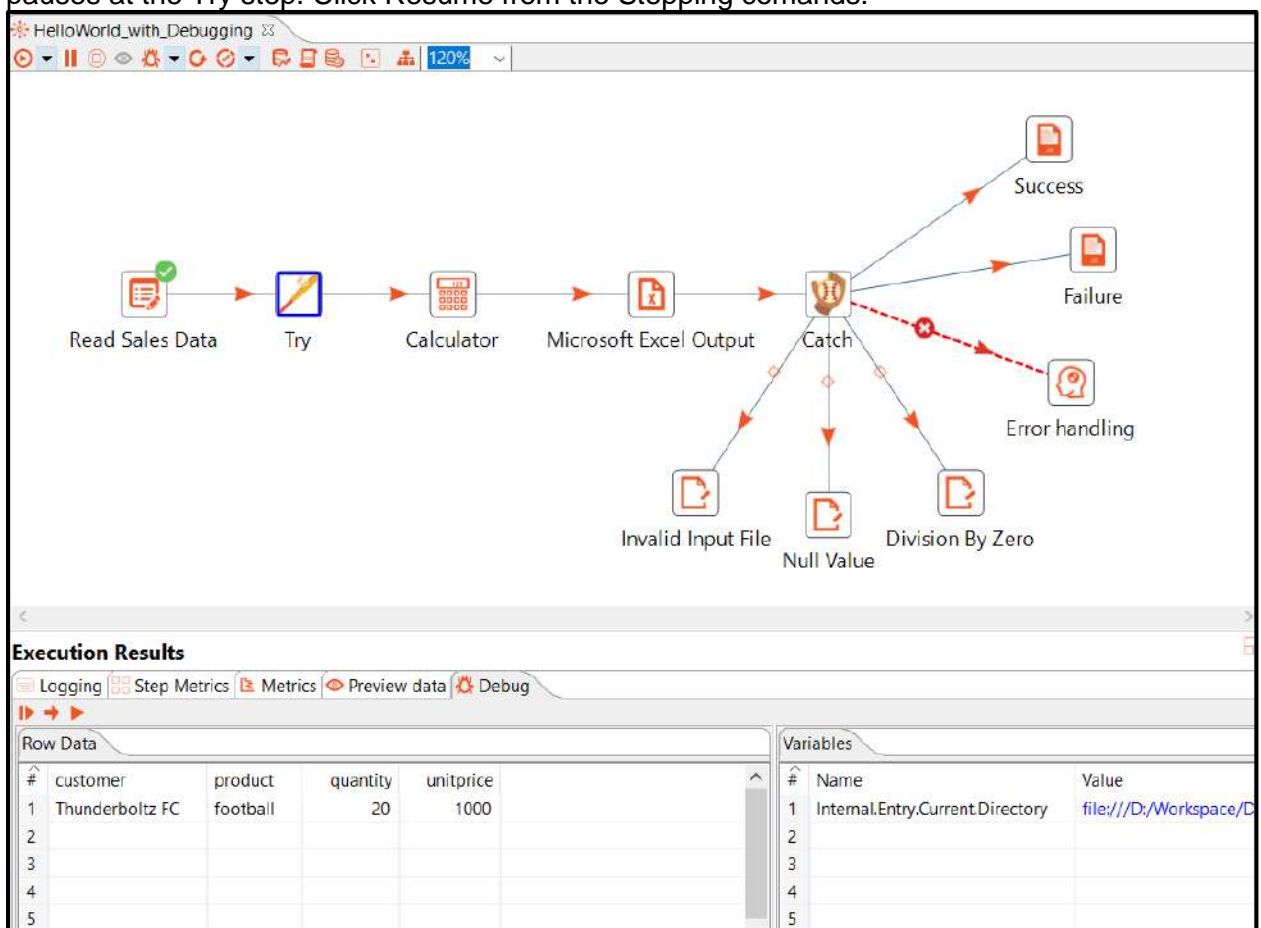 pauses at the Try step. Click Resume from the Stepping comands.
HelloWorld_with_Debugging
120%
Success
Failure
Read Sales Data
Try
Calculator
Microsoft Excel Output
Catch
Error handling
Invalid Input File
Null Value
Division By Zero
Execution Results
Logging Step Metrics Metrics Preview data Debug
Row Data
# customer product quantity unitprice
1 Thunderboltz FC football 20 1000
2
3
4
5
Variables
# Name Value
1 Internal.Entry.Current.Directory file:///D:/Workspace/D
2
3
4
5